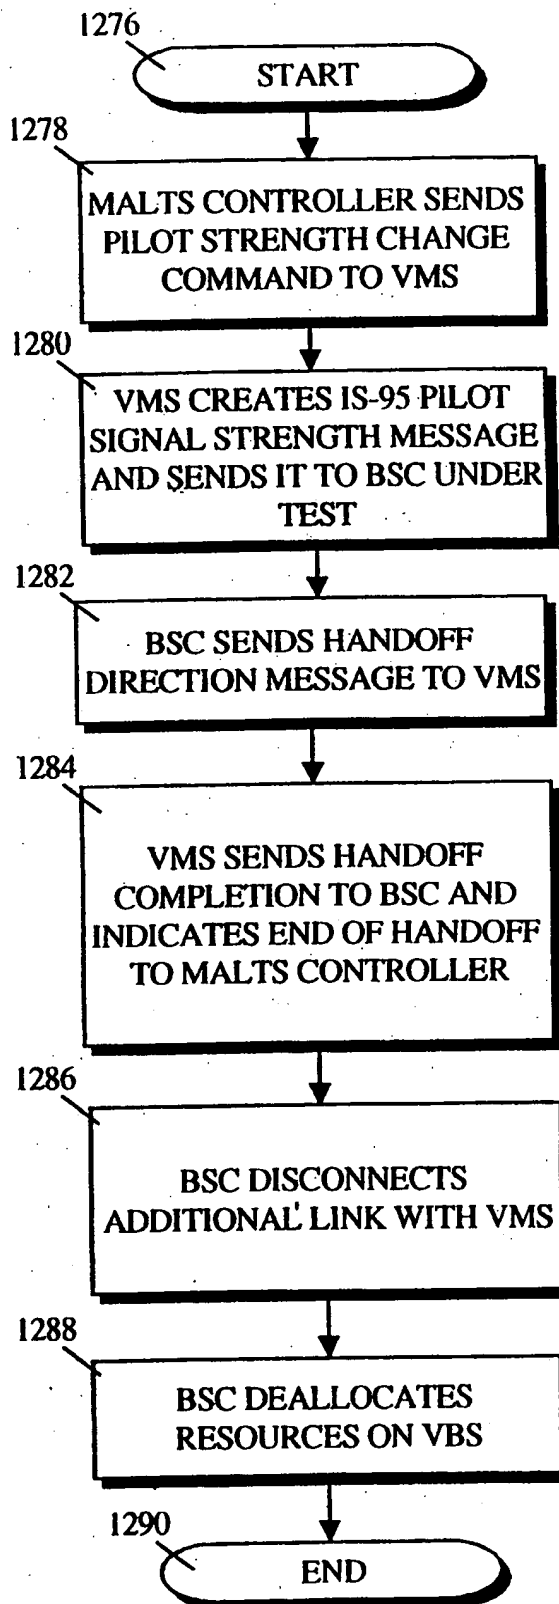 1276
START
1278
MALTS CONTROLLER SENDS
PILOT STRENGTH CHANGE
COMMAND TO VMS
1280
VMS CREATES IS-95 PILOT
SIGNAL STRENGTH MESSAGE
AND SENDS IT TO BSC UNDER
TEST
1282
BSC SENDS HANDOFF
DIRECTION MESSAGE TO VMS
1284
VMS SENDS HANDOFF
COMPLETION TO BSC AND
INDICATES END OF HANDOFF
TO MALTS CONTROLLER
1286
BSC DISCONNECTS
ADDITIONAL LINK WITH VMS
1288
BSC DEALLOCATES
RESOURCES ON VBS
1290
END